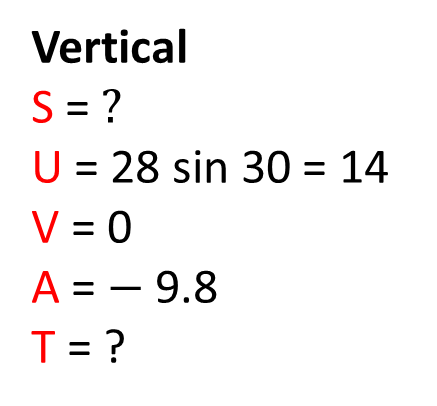 Vertical
S = ?
U = 28 sin 30 = 14
V = 0
A = − 9.8
T = ?